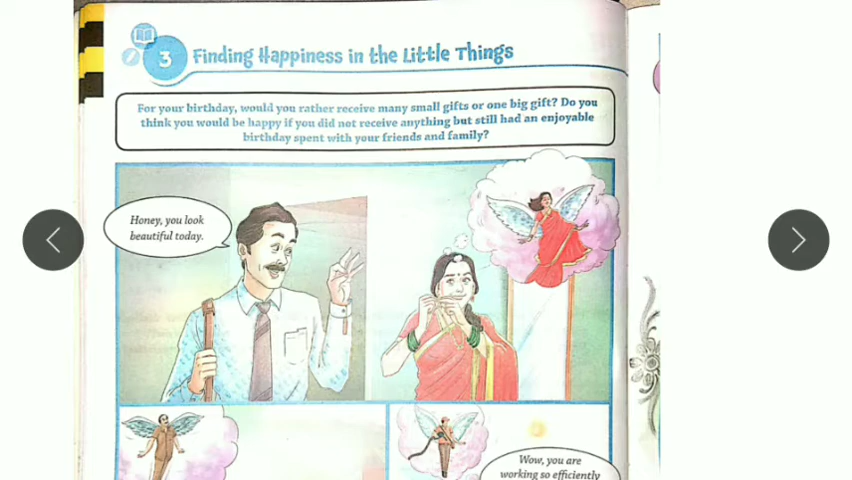 3 Finding Happiness in the Little Things
For your birthday, would you rather receive many small gifts or one big gift? Do you
think you would be happy if you did not receive anything but still had an enjoyable
birthday spent with your friends and family?
Honey, you look
beautiful today.
Wow, you are
working so efficiently